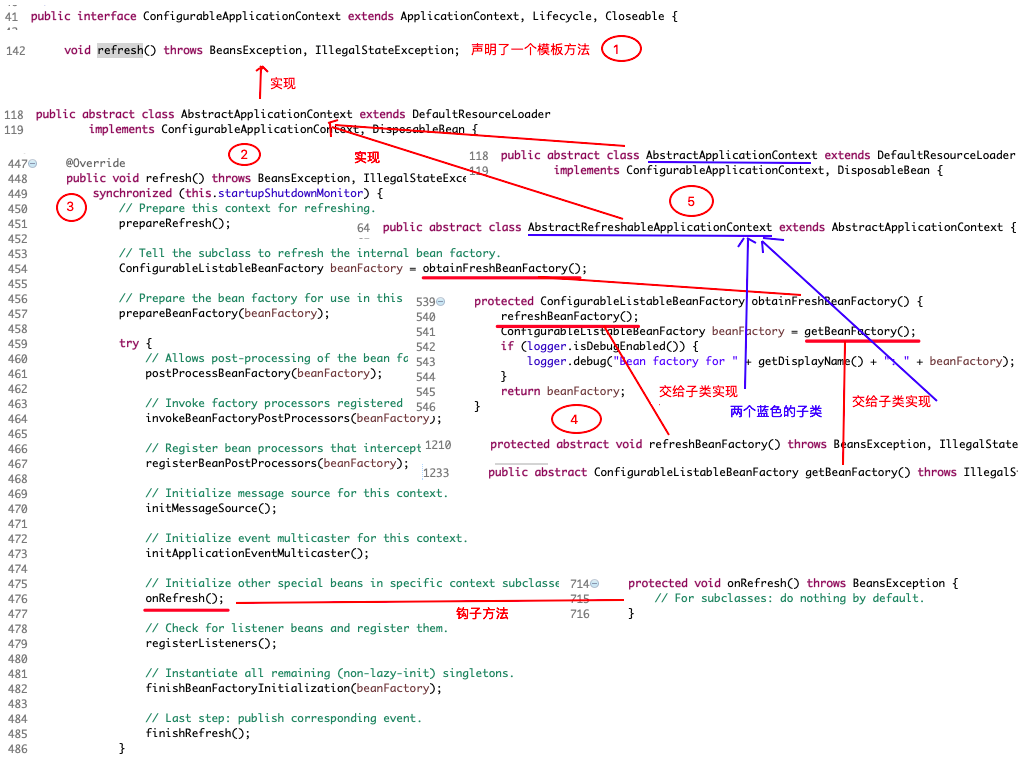 41 public interface ConfigurableApplicationContext extends ApplicationContext, Lifecycle, Closeable {
142 void refresh() throws BeansException, IllegalStateException; 声明了一个模板方法 1
实现
118 public abstract class AbstractApplicationContext extends DefaultResourceLoader
119 implements ConfigurableApplicationContext, DisposableBean {
2
实现
118 public abstract class AbstractApplicationContext extends DefaultResourceLoader
119 implements ConfigurableApplicationContext, DisposableBean {
5
64 public abstract class AbstractRefreshableApplicationContext extends AbstractApplicationContext {
447 @Override
448 public void refresh() throws BeansException, IllegalStateExce
3
449 synchronized (this.startupShutdownMonitor) {
450 // Prepare this context for refreshing.
451 prepareRefresh();
452
453 // Tell the subclass to refresh the internal bean factory.
454 ConfigurableListableBeanFactory beanFactory = obtainFreshBeanFactory();
455
456 // Prepare the bean factory for use in this
457 prepareBeanFactory(beanFactory);
458
459 try {
460 // Allows post-processing of the bean fa
461 postProcessBeanFactory(beanFactory);
462
463 // Invoke factory processors registered
464 invokeBeanFactoryPostProcessors(beanFactory);
465
466 // Register bean processors that intercept
467 registerBeanPostProcessors(beanFactory);
468
469 // Initialize message source for this context.
470 initMessageSource();
471
472 // Initialize event multicaster for this context.
473 initApplicationEventMulticaster();
474
475 // Initialize other special beans in specific context subclasse
476 onRefresh();
477
478 // Check for listener beans and register them.
479 registerListeners();
480
481 // Instantiate all remaining (non-lazy-init) singletons.
482 finishBeanFactoryInitialization(beanFactory);
483
484 // Last step: publish corresponding event.
485 finishRefresh();
486 }
539 protected ConfigurableListableBeanFactory obtainFreshBeanFactory() {
540 refreshBeanFactory();
541 ConfigurableListableBeanFactory beanFactory = getBeanFactory();
542 if (logger.isDebugEnabled()) {
543 logger.debug("Bean factory for " + getDisplayName() + ": " + beanFactory);
544 }
545 return beanFactory;
546 }
交给子类实现
两个蓝色的子类
交给子类实现
4
1210 protected abstract void refreshBeanFactory() throws BeansException, IllegalState
1233 public abstract ConfigurableListableBeanFactory getBeanFactory() throws IllegalS
714 protected void onRefresh() throws BeansException {
715 // For subclasses: do nothing by default.
716 }
钩子方法